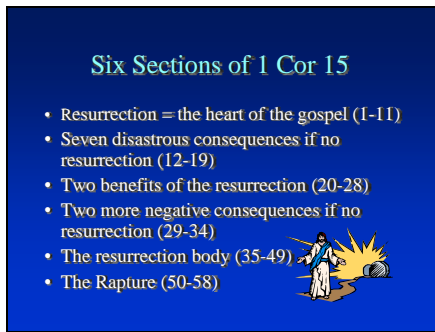 Six Sections of 1 Cor 15
• Resurrection = the heart of the gospel (1-11)
• Seven disastrous consequences if no
resurrection (12-19)
• Two benefits of the resurrection (20-28)
• Two more negative consequences if no
resurrection (29-34)
• The resurrection body (35-49)
• The Rapture (50-58)